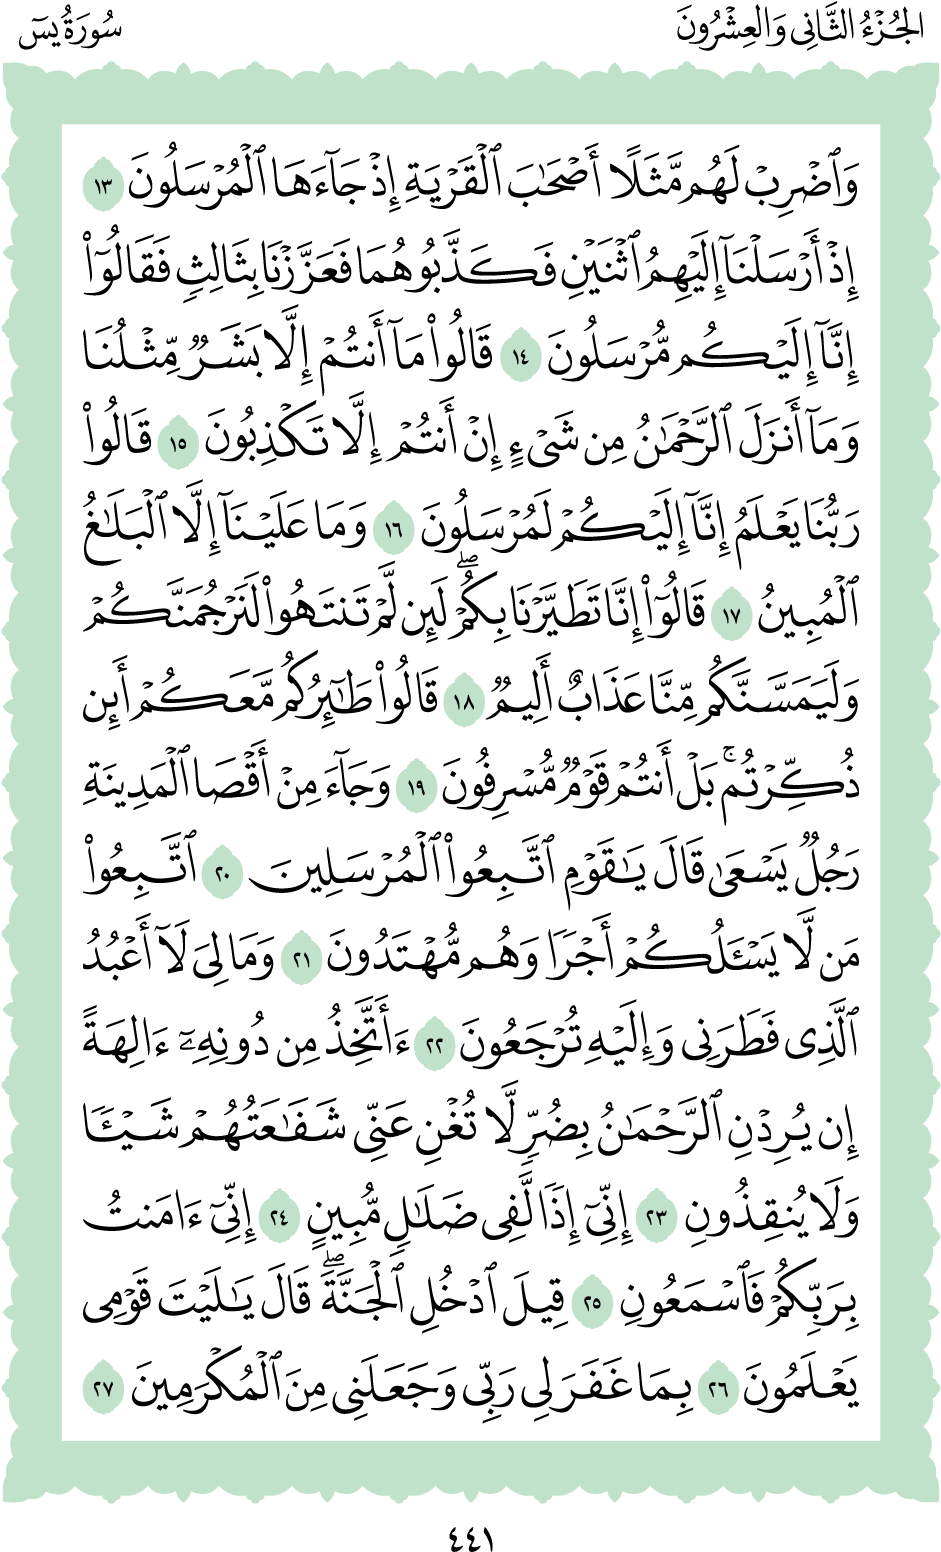 الجُزْءُ الثَّانِي وَالعِشْرُونَ
سُورَةُ يسٓ
وَٱضۡرِبۡ لَهُم مَّثَلًا أَصۡحَٰبَ ٱلۡقَرۡيَةِ إِذۡ جَآءَهَا ٱلۡمُرۡسَلُونَ ١٣
إِذۡ أَرۡسَلۡنَآ إِلَيۡهِمُ ٱثۡنَيۡنِ فَكَذَّبُوهُمَا فَعَزَّزۡنَا بِثَالِثٖ فَقَالُوٓاْ
إِنَّآ إِلَيۡكُم مُّرۡسَلُونَ ١٤ قَالُواْ مَآ أَنتُمۡ إِلَّا بَشَرٞ مِّثۡلُنَا
وَمَآ أَنزَلَ ٱلرَّحۡمَٰنُ مِن شَيۡءٍ إِنۡ أَنتُمۡ إِلَّا تَكۡذِبُونَ ١٥ قَالُواْ
رَبُّنَا يَعۡلَمُ إِنَّآ إِلَيۡكُمۡ لَمُرۡسَلُونَ ١٦ وَمَا عَلَيۡنَآ إِلَّا ٱلۡبَلَٰغُ
ٱلۡمُبِينُ ١٧ قَالُوٓاْ إِنَّا تَطَيَّرۡنَا بِكُمۡۖ لَئِن لَّمۡ تَنتَهُواْ لَنَرۡجُمَنَّكُمۡ
وَلَيَمَسَّنَّكُم مِّنَّا عَذَابٌ أَلِيمٞ ١٨ قَالُواْ طَٰٓئِرُكُم مَّعَكُمۡ أَئِن
ذُكِّرۡتُمۚ بَلۡ أَنتُمۡ قَوۡمٞ مُّسۡرِفُونَ ١٩ وَجَآءَ مِنۡ أَقۡصَا ٱلۡمَدِينَةِ
رَجُلٞ يَسۡعَىٰ قَالَ يَٰقَوۡمِ ٱتَّبِعُواْ ٱلۡمُرۡسَلِينَ ٢٠ ٱتَّبِعُواْ
مَن لَّا يَسۡـَٔلُكُمۡ أَجۡرٗا وَهُم مُّهۡتَدُونَ ٢١ وَمَا لِيَ لَآ أَعۡبُدُ
ٱلَّذِي فَطَرَنِي وَإِلَيۡهِ تُرۡجَعُونَ ٢٢ ءَأَتَّخِذُ مِن دُونِهِۦٓ ءَالِهَةً
إِن يُرِدۡنِ ٱلرَّحۡمَٰنُ بِضُرّٖ لَّا تُغۡنِ عَنِّي شَفَٰعَتُهُمۡ شَيۡـٔٗا
وَلَا يُنقِذُونِ ٢٣ إِنِّيٓ إِذٗا لَّفِي ضَلَٰلٖ مُّبِينٍ ٢٤ إِنِّيٓ ءَامَنتُ
بِرَبِّكُمۡ فَٱسۡمَعُونِ ٢٥ قِيلَ ٱدۡخُلِ ٱلۡجَنَّةَۖ قَالَ يَٰلَيۡتَ قَوۡمِي
يَعۡلَمُونَ ٢٦ بِمَا غَفَرَ لِي رَبِّي وَجَعَلَنِي مِنَ ٱلۡمُكۡرَمِينَ ٢٧
٤٤١